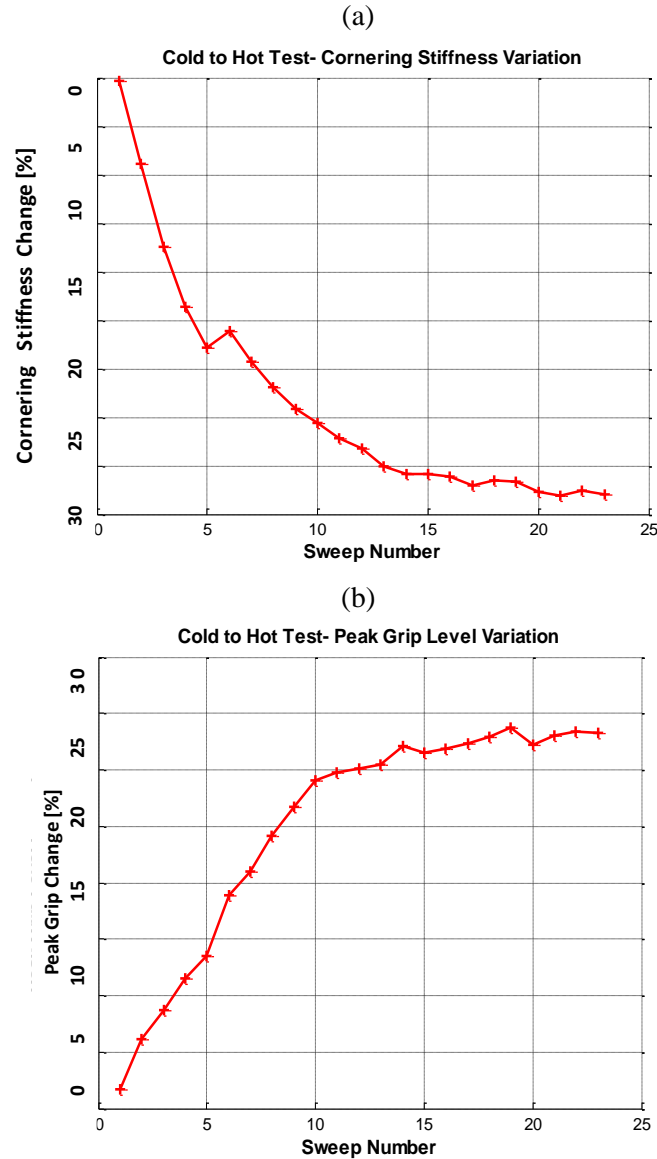 (a)
Cold to Hot Test- Cornering Stiffness Variation
Cornering Stiffness Change [%]
0
5
10
15
20
25
30
0 5 10 15 20 25
Sweep Number
(b)
Cold to Hot Test- Peak Grip Level Variation
Peak Grip Change [%]
3 0
25
20
15
10
5
0
0 5 10 15 20 25
Sweep Number